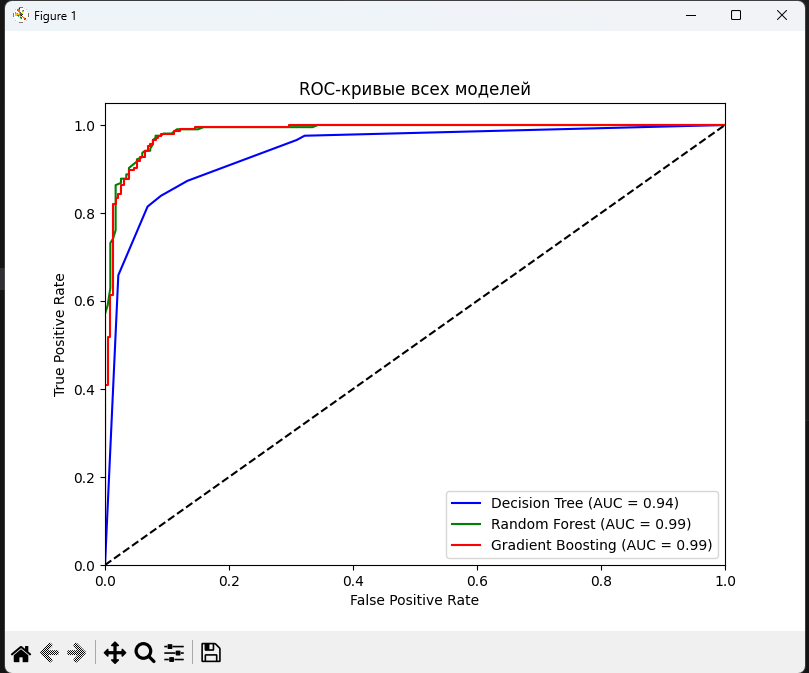 Figure 1
ROC-кривые всех моделей
True Positive Rate
1.0
0.8
0.6
0.4
0.2
0.0
Decision Tree (AUC = 0.94)
Random Forest (AUC = 0.99)
Gradient Boosting (AUC = 0.99)
0.0 0.2 0.4 0.6 0.8 1.0
False Positive Rate